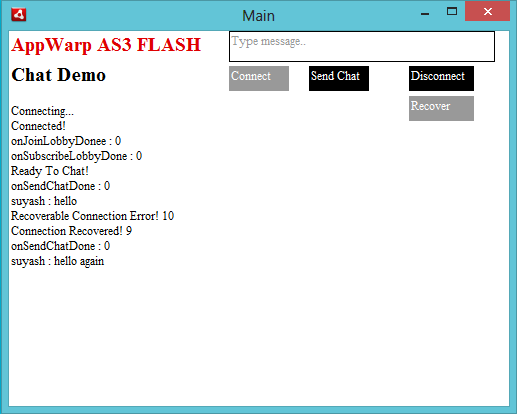 Main
AppWarp AS3 FLASH
Chat Demo
Type message..
Connect
Send Chat
Disconnect
Recover
Connecting...
Connected!
onJoinLobbyDonee : 0
onSubscribeLobbyDone : 0
Ready To Chat!
onSendChatDone : 0
suyash : hello
Recoverable Connection Error! 10
Connection Recovered! 9
onSendChatDone : 0
suyash : hello again